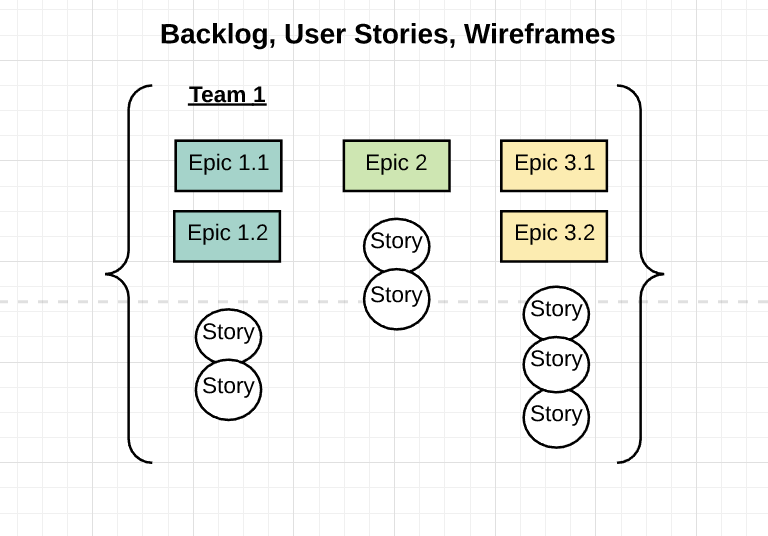 Backlog, User Stories, Wireframes
Team 1
Epic 1.1
Epic 2
Epic 3.1
Epic 1.2
Epic 3.2
Story
Story
Story
Story
Story
Story
Story